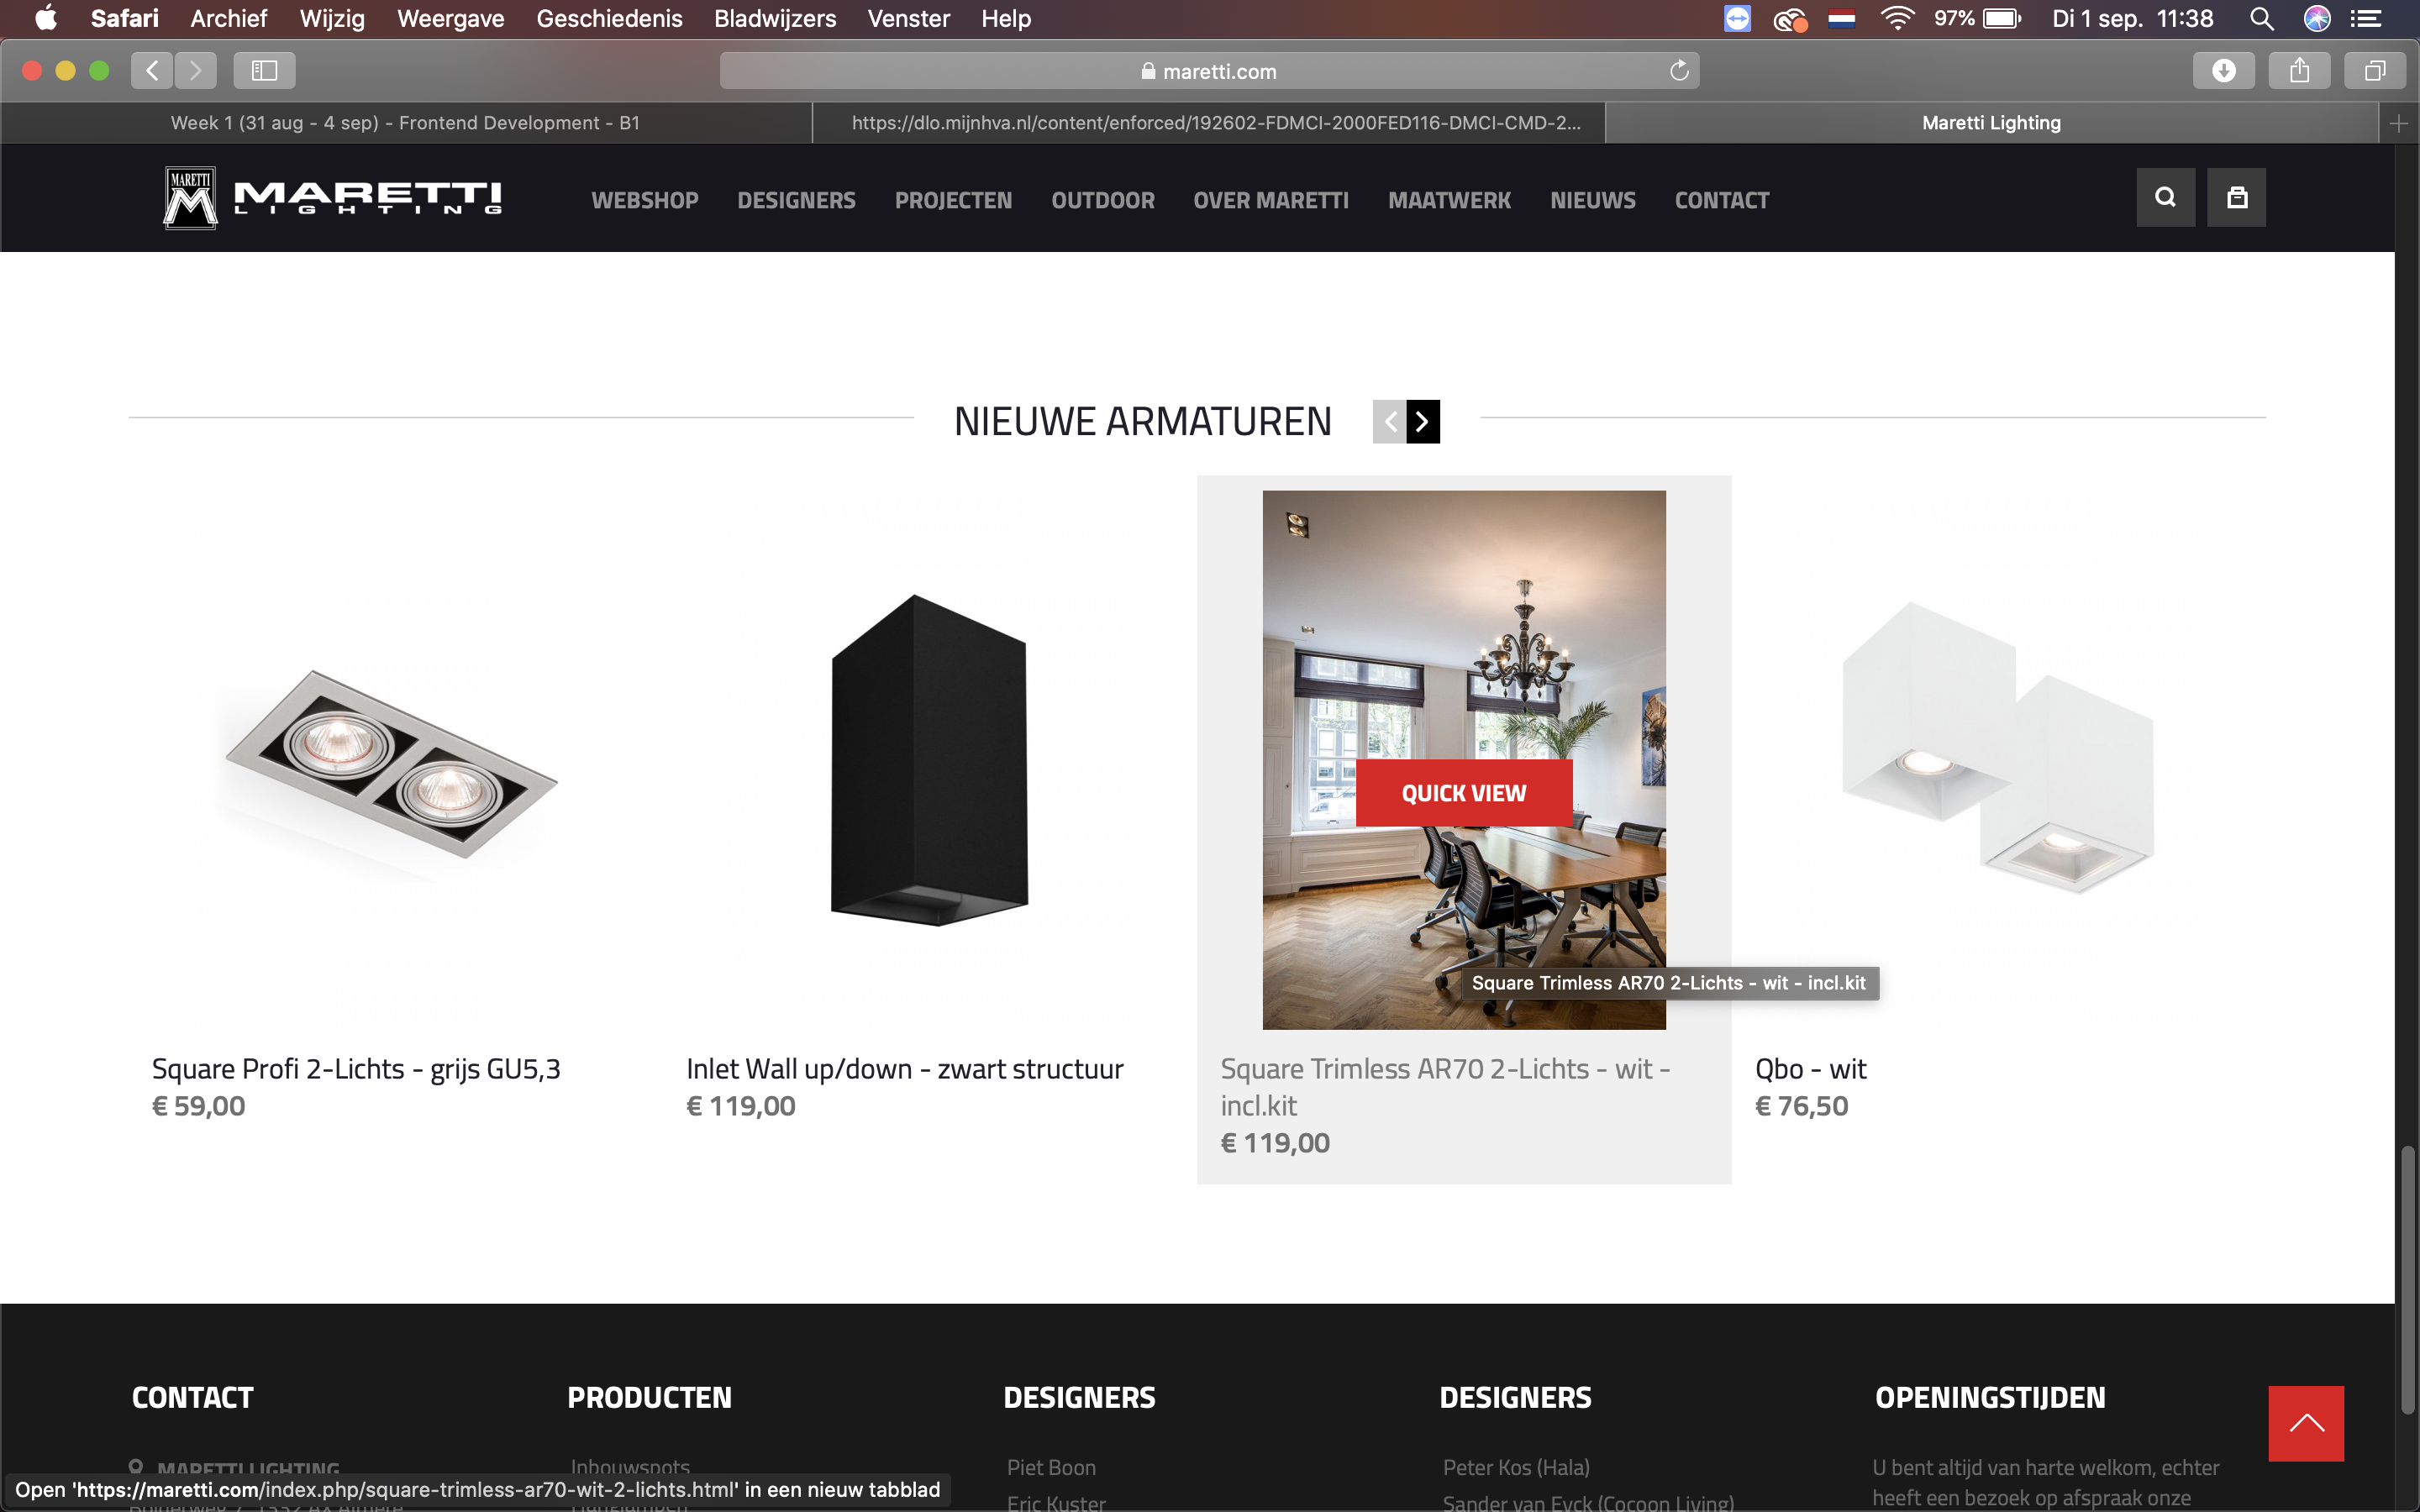 Safari Archief Wijzig Weergave Geschiedenis Bladwijzers Venster Help 97% Di 1 sep. 11:38
maretti.com
Week 1 (31 aug - 4 sep) - Frontend Development - B1 https://dlo.mijnhva.nl/content/enforced/192602-FDMCI-2000FED116-DMCI-CMD-2... Maretti Lighting
MARETTI MARETTI LIGHTING WEBSHOP DESIGNERS PROJECTEN OUTDOOR OVER MARETTI MAATWERK NIEUWS CONTACT
NIEUWE ARMATUREN
QUICK VIEW
Square Trimless AR70 2-Lichts - wit - incl.kit
Square Profi 2-Lichts - grijs GU5,3
€ 59,00
Inlet Wall up/down - zwart structuur
€ 119,00
Square Trimless AR70 2-Lichts - wit -
incl.kit
€ 119,00
Qbo - wit
€ 76,50
CONTACT
MARETTI LIGHTING
PRODUCTEN
Inbouwspots
Hanglampen
DESIGNERS
Piet Boon
Eric Kuster
DESIGNERS
Peter Kos (Hala)
Sander van Eyck (Cocoon Living)
OPENINGSTIJDEN
U bent altijd van harte welkom, echter
heeft een bezoek op afspraak onze
Open 'https://maretti.com/index.php/square-trimless-ar70-wit-2-lichts.html' in een nieuw tabblad